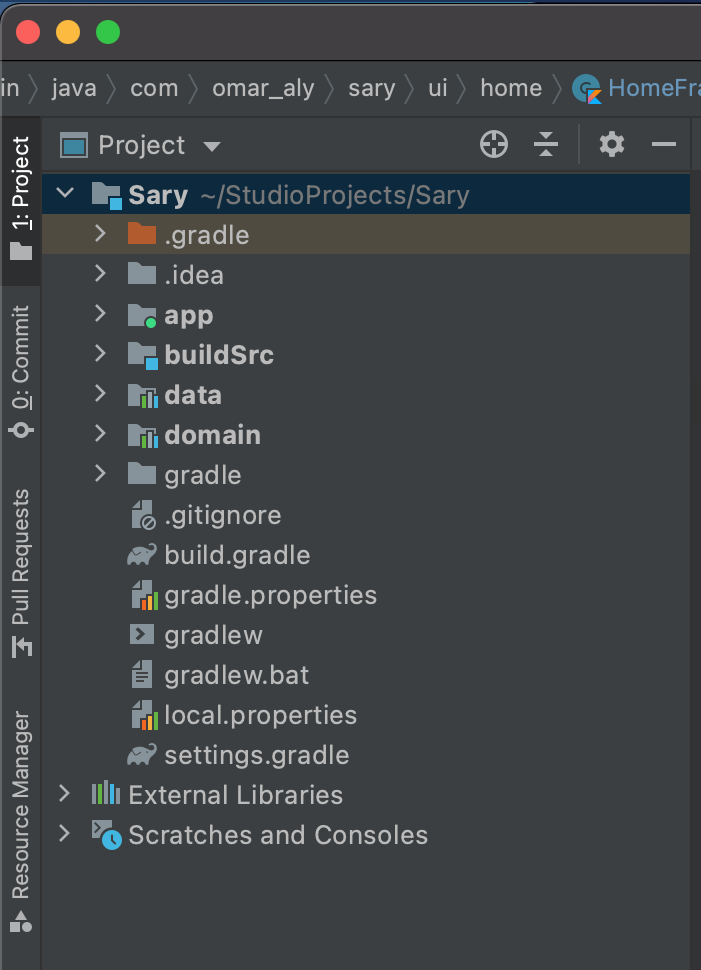 in java com omar_aly sary ui home HomeFra
Project
Sary ~/StudioProjects/Sary
.gradle
.idea
app
buildSrc
data
domain
gradle
.gitignore
build.gradle
gradle.properties
gradlew
gradlew.bat
local.properties
settings.gradle
External Libraries
Scratches and Consoles
1: Project
0: Commit
Pull Requests
Resource Manager